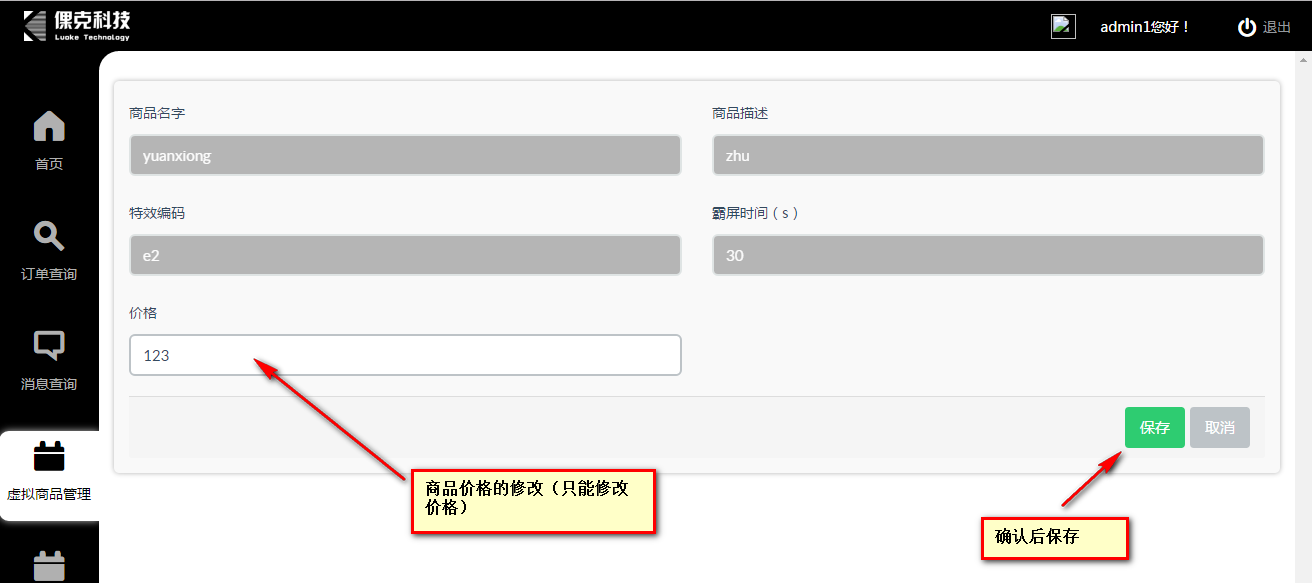 倮克科技
Luoke Technology
admin1您好！
退出
首页
订单查询
消息查询
虚拟商品管理
商品名字
商品描述
yuanxiong
zhu
特效编码
霸屏时间（s）
e2
30
价格
123
保存
取消
商品价格的修改（只能修改
价格）
确认后保存